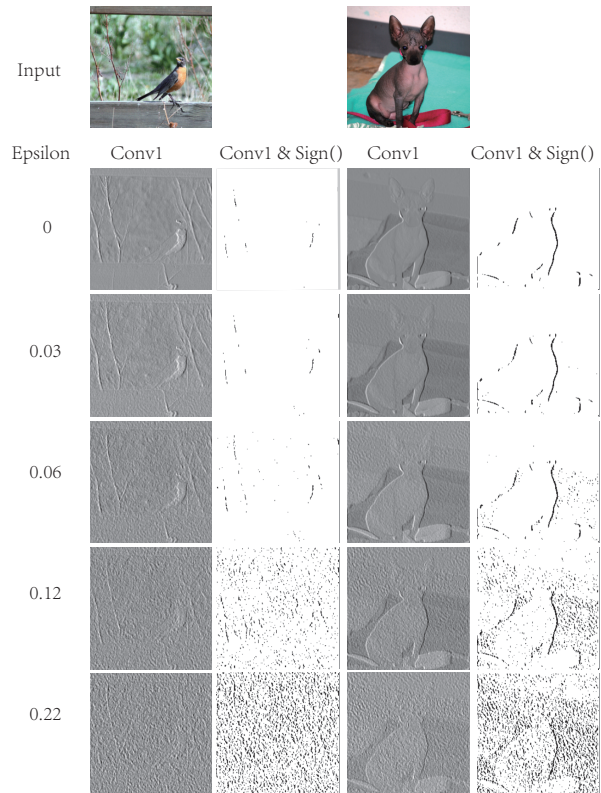 Input
Epsilon Conv1 Conv1 & Sign() Conv1 Conv1 & Sign()
0
0.03
0.06
0.12
0.22